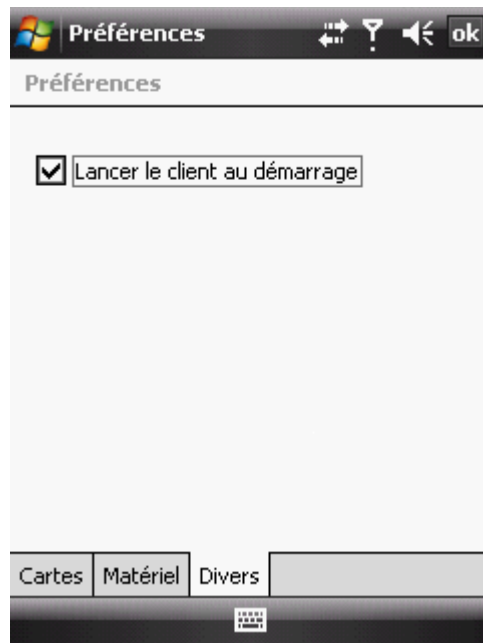 Préférences ok
Préférences
Lancer le client au démarrage
Cartes Matériel Divers